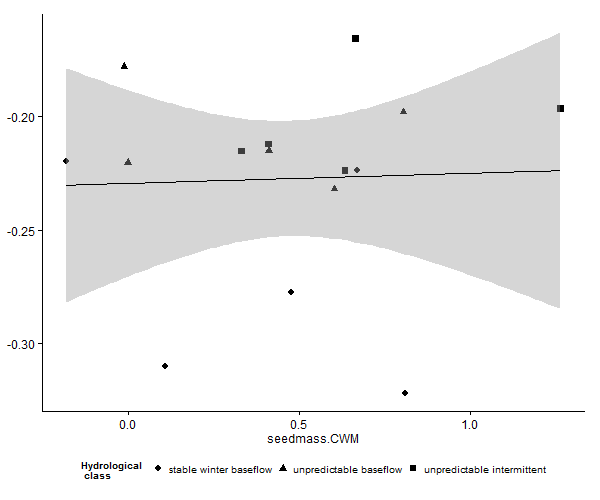 -0.20
-0.25
-0.30
0.0 0.5 1.0
seedmass.CWM
Hydrological
class
stable winter baseflow unpredictable baseflow unpredictable intermittent